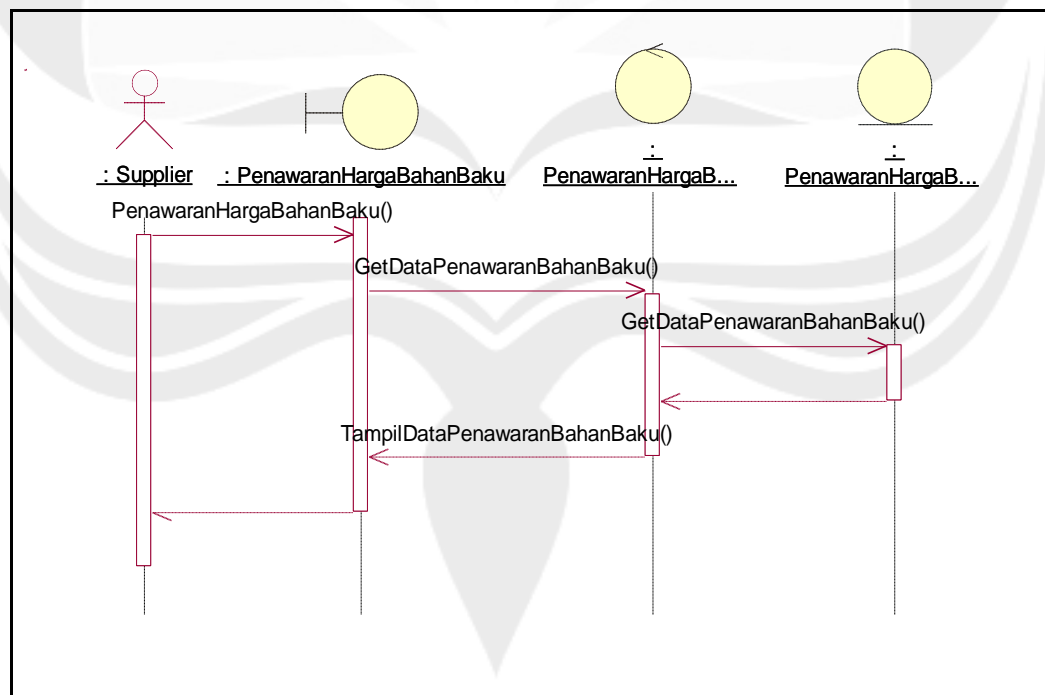 : Supplier
: PenawaranHargaBahanBaku
:
PenawaranHargaB...
:
PenawaranHargaB...
PenawaranHargaBahanBaku()
GetDataPenawaranBahanBaku()
GetDataPenawaranBahanBaku()
TampilDataPenawaranBahanBaku()